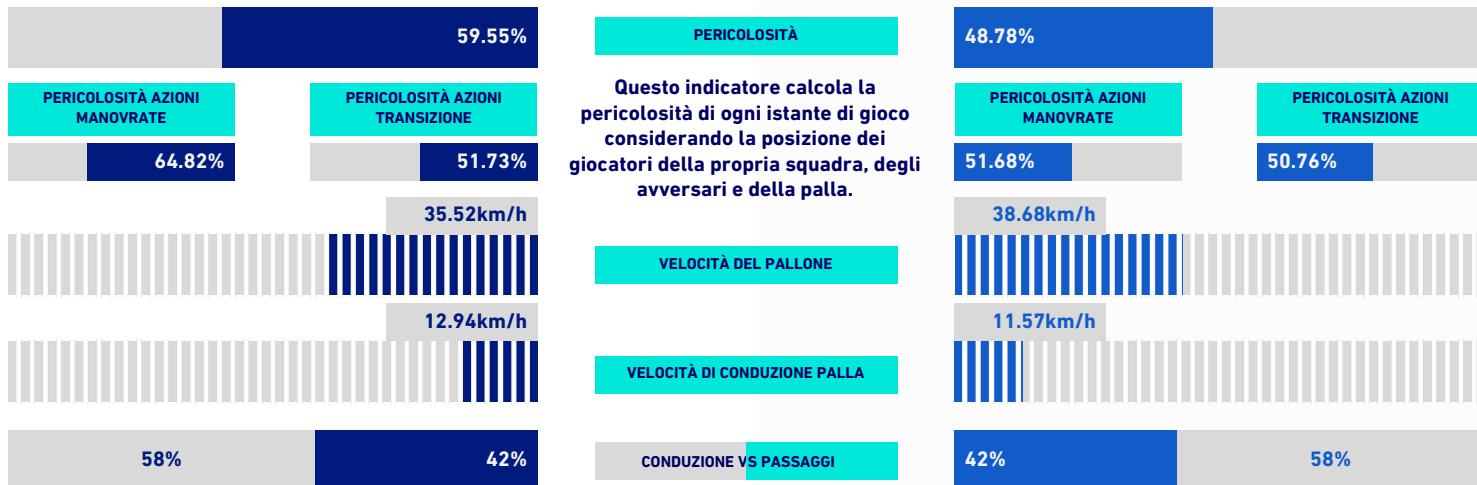 59.55%
PERICOLOSITÀ
48.78%
PERICOLOSITÀ AZIONI
MANOVRATE
PERICOLOSITÀ AZIONI
TRANSIZIONE
Questo indicatore calcola la
pericolosità di ogni istante di gioco
considerando la posizione dei
giocatori della propria squadra, degli
avversari e della palla.
PERICOLOSITÀ AZIONI
MANOVRATE
PERICOLOSITÀ AZIONI
TRANSIZIONE
64.82%
51.73%
51.68%
50.76%
35.52km/h
VELOCITÀ DEL PALLONE
38.68km/h
12.94km/h
VELOCITÀ DI CONDUZIONE PALLA
11.57km/h
58%
42%
CONDUZIONE VS PASSAGGI
42%
58%